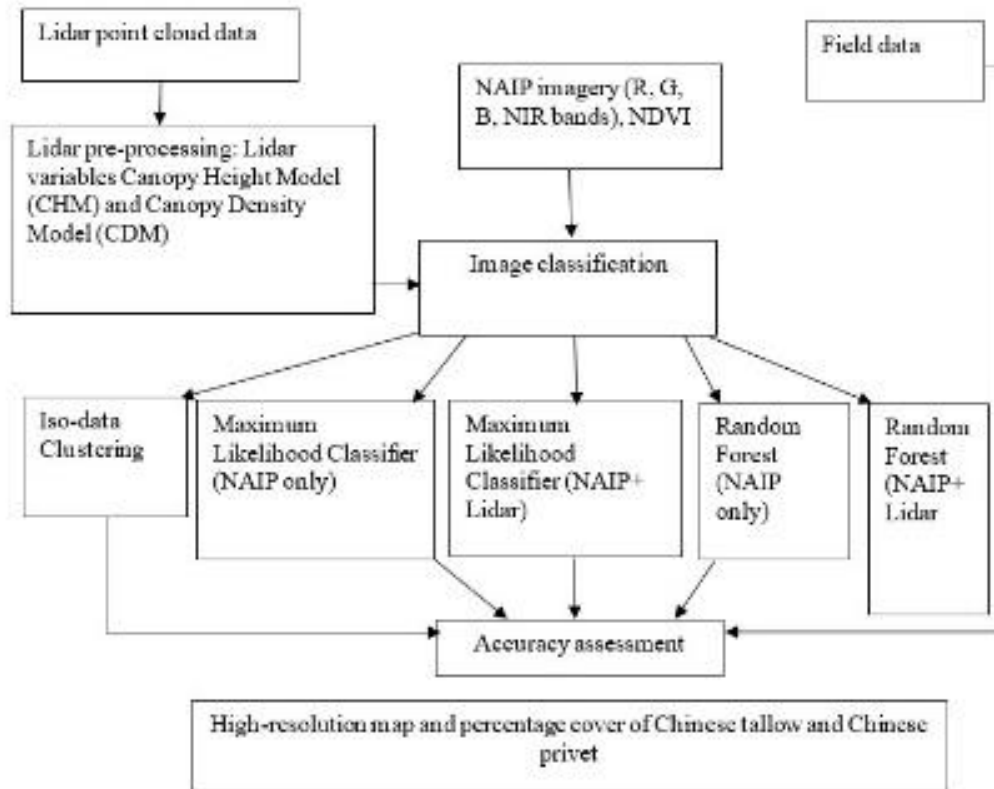 Lidar point cloud data
Field data
NAIP imagery (R, G,
B, NIR bands), NDVI
Lidar pre-processing: Lidar
variables Canopy Height Model
(CHM) and Canopy Density
Model (CDM)
Image classification
Iso-data
Clustering
Maximum
Likelihood Classifier
(NAIP only)
Maximum
Likelihood
Classifier (NAIP+
Lidar)
Random
Forest
(NAIP
only)
Random
Forest
(NAIP+
Lidar
Accuracy assessment
High-resolution map and percentage cover of Chinese tallow and Chinese
privet